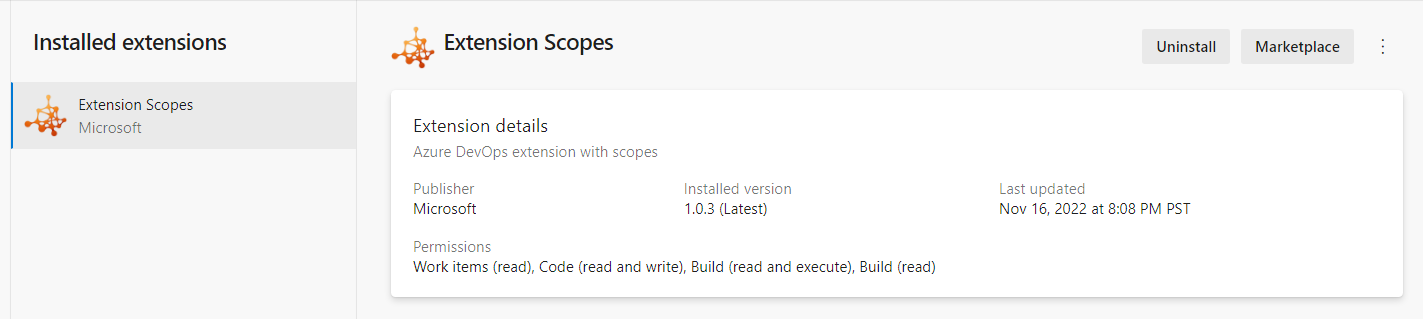 Installed extensions
Extension Scopes
Microsoft
Extension Scopes
Uninstall
Marketplace
Extension details
Azure DevOps extension with scopes
Publisher
Microsoft
Installed version
1.0.3 (Latest)
Last updated
Nov 16, 2022 at 8:08 PM PST
Permissions
Work items (read), Code (read and write), Build (read and execute), Build (read)